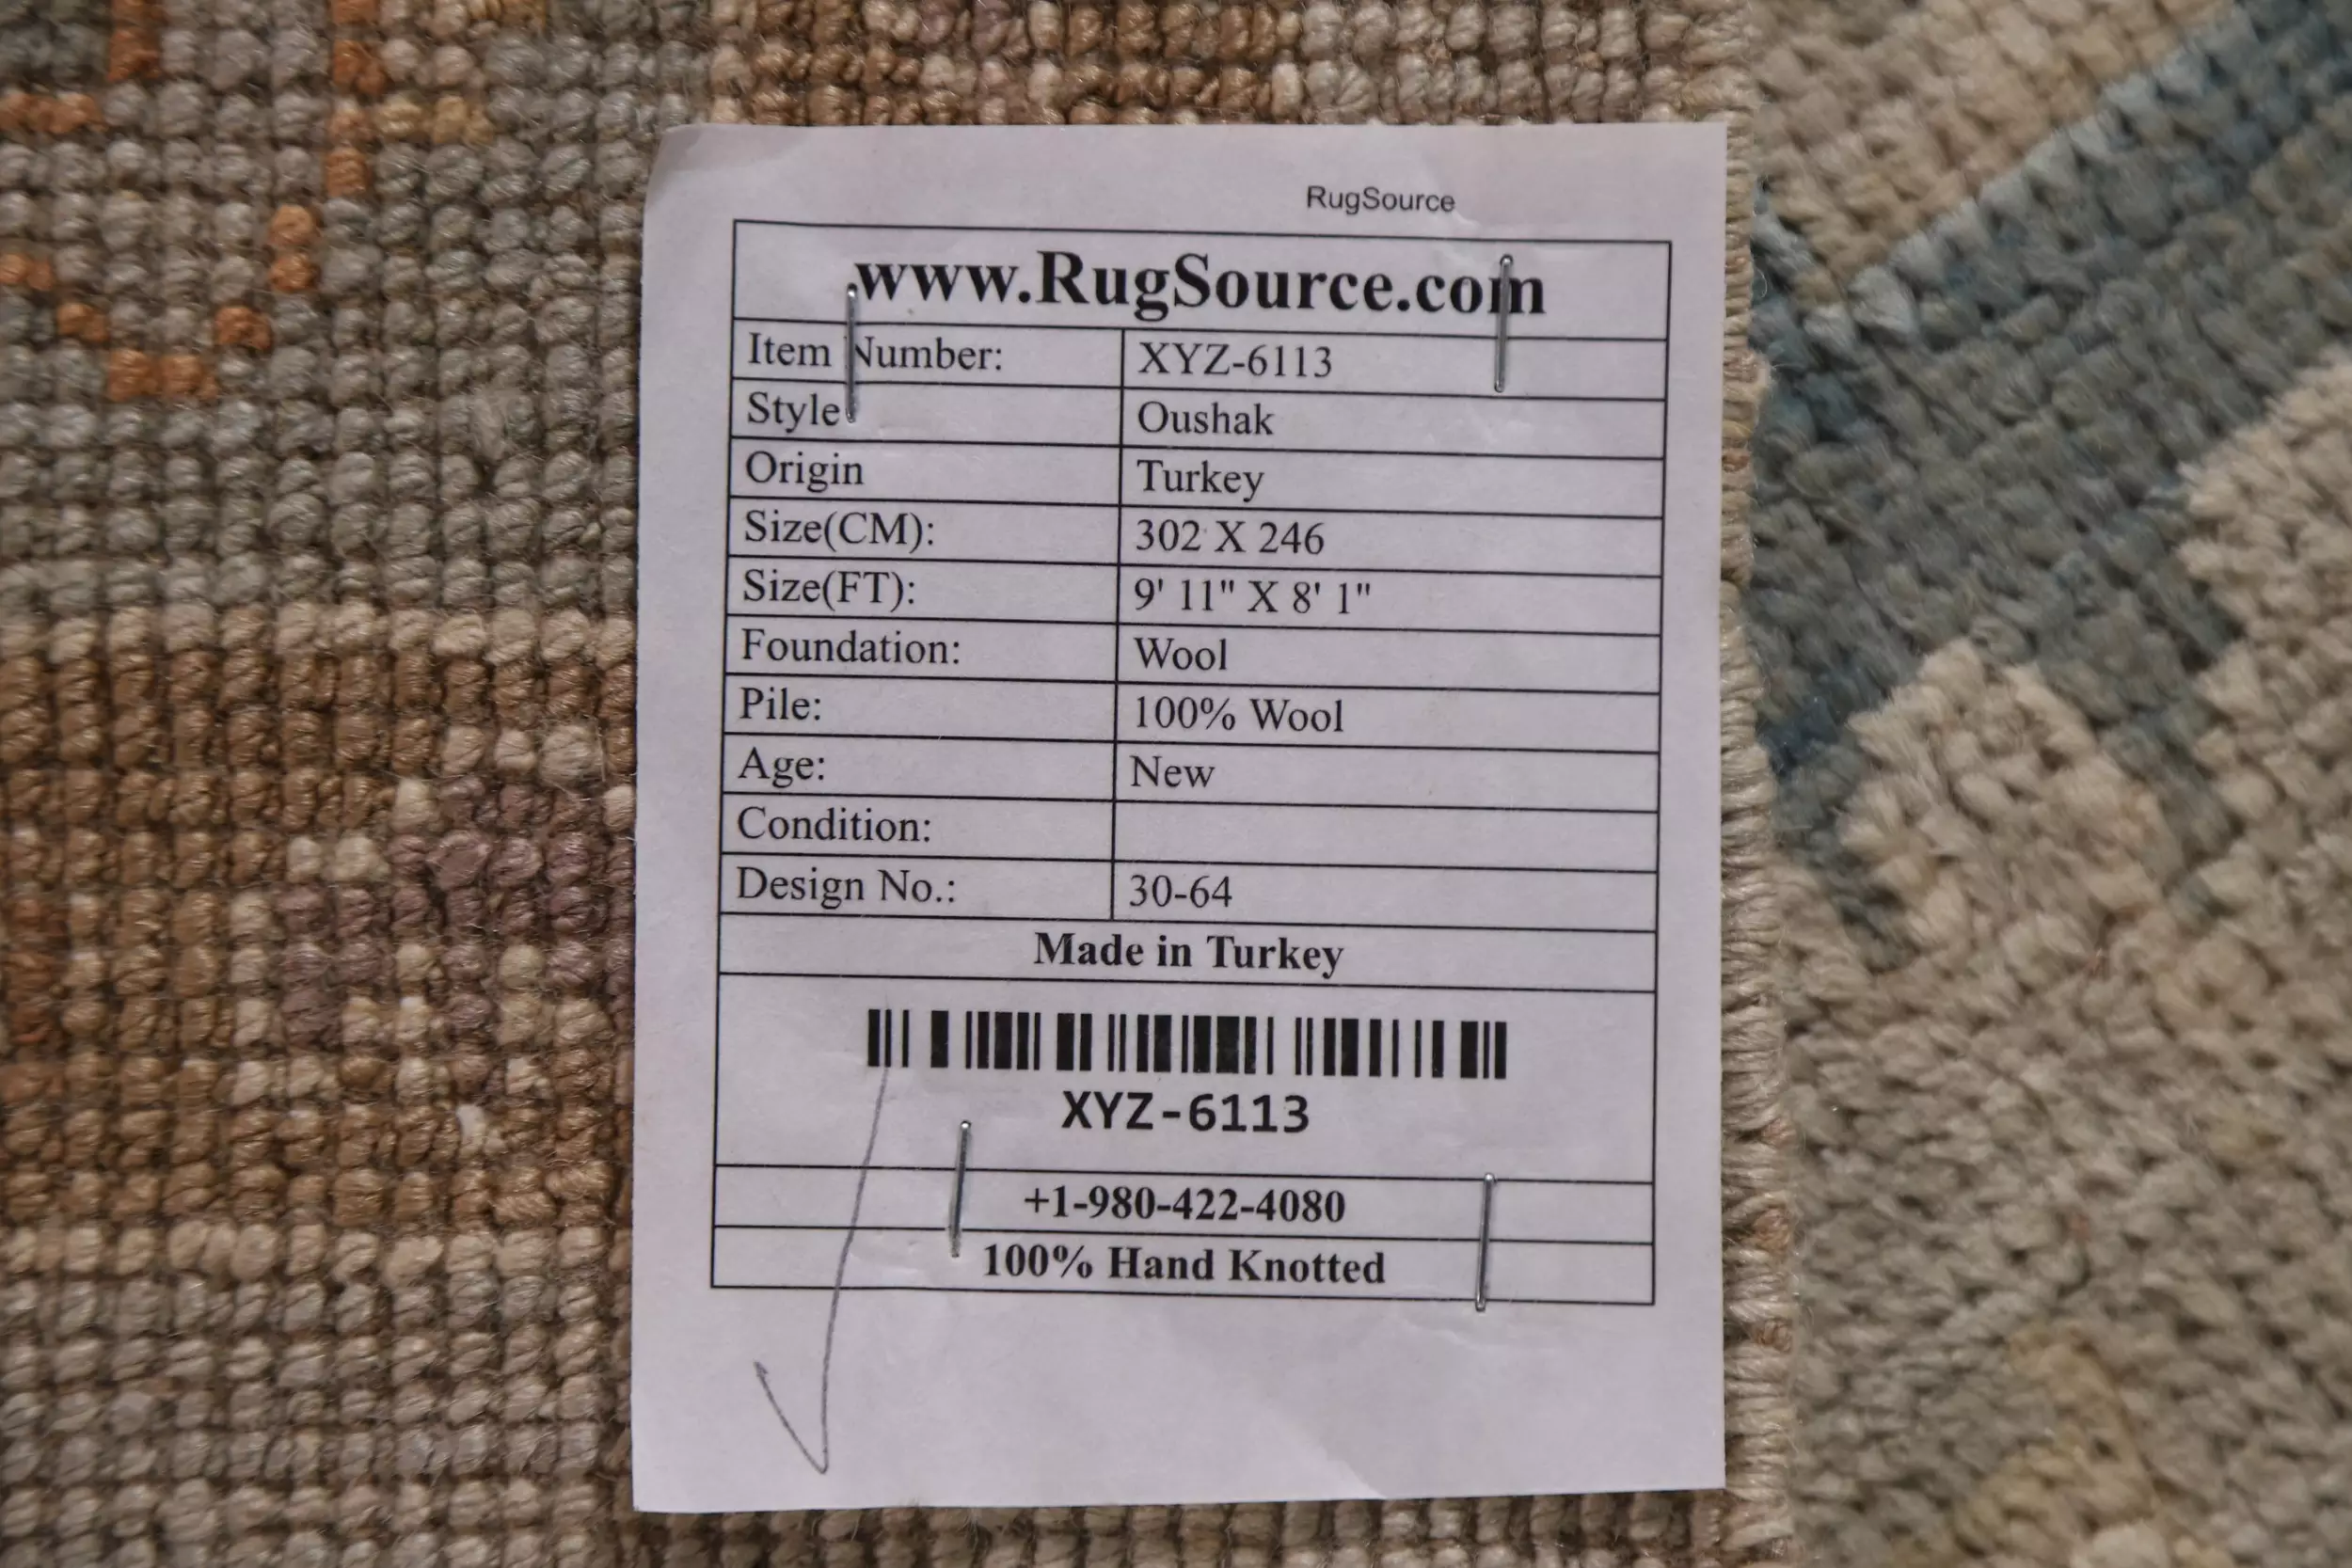 RugSource
www.RugSource.com
Item Number: XYZ-6113
Style Oushak
Origin Turkey
Size(CM): 302 X 246
Size(FT): 9' 11" X 8' 1"
Foundation: Wool
Pile: 100% Wool
Age: New
Condition:
Design No.: 30-64
Made in Turkey
XYZ-6113
+1-980-422-4080
100% Hand Knotted